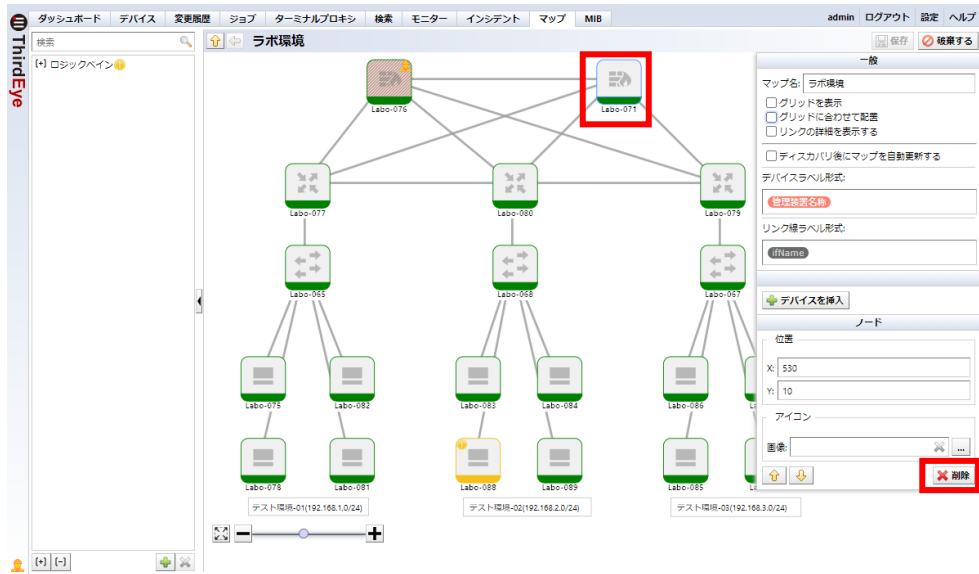 ThirdEye
ダッシュボード デバイス 変更履歴 ジョブ ターミナルプロキシ 検索 モニター インシデント マップ MIB
admin ログアウト 設定 ヘルプ
検索
ラボ環境
保存 破棄する
[+] ロジックベイン
一般
マップ名: ラボ環境
グリッドを表示
グリッドに合わせて配置
リンクの詳細を表示する
ディスカバリ後にマップを自動更新する
デバイスラベル形式:
管理装置名称
リンク線ラベル形式:
ifName
デバイスを挿入
ノード
位置
X: 530
Y: 10
アイコン
画像:
...
削除
Labo-076 Labo-071
Labo-077 Labo-080 Labo-079
Labo-065 Labo-068 Labo-067
Labo-075 Labo-082 Labo-083 Labo-084 Labo-086
Labo-078 Labo-081 Labo-088 Labo-089 Labo-085
テスト環境-01(192.168.1.0/24) テスト環境-02(192.168.2.0/24) テスト環境-03(192.168.3.0/24)
[+] [-]